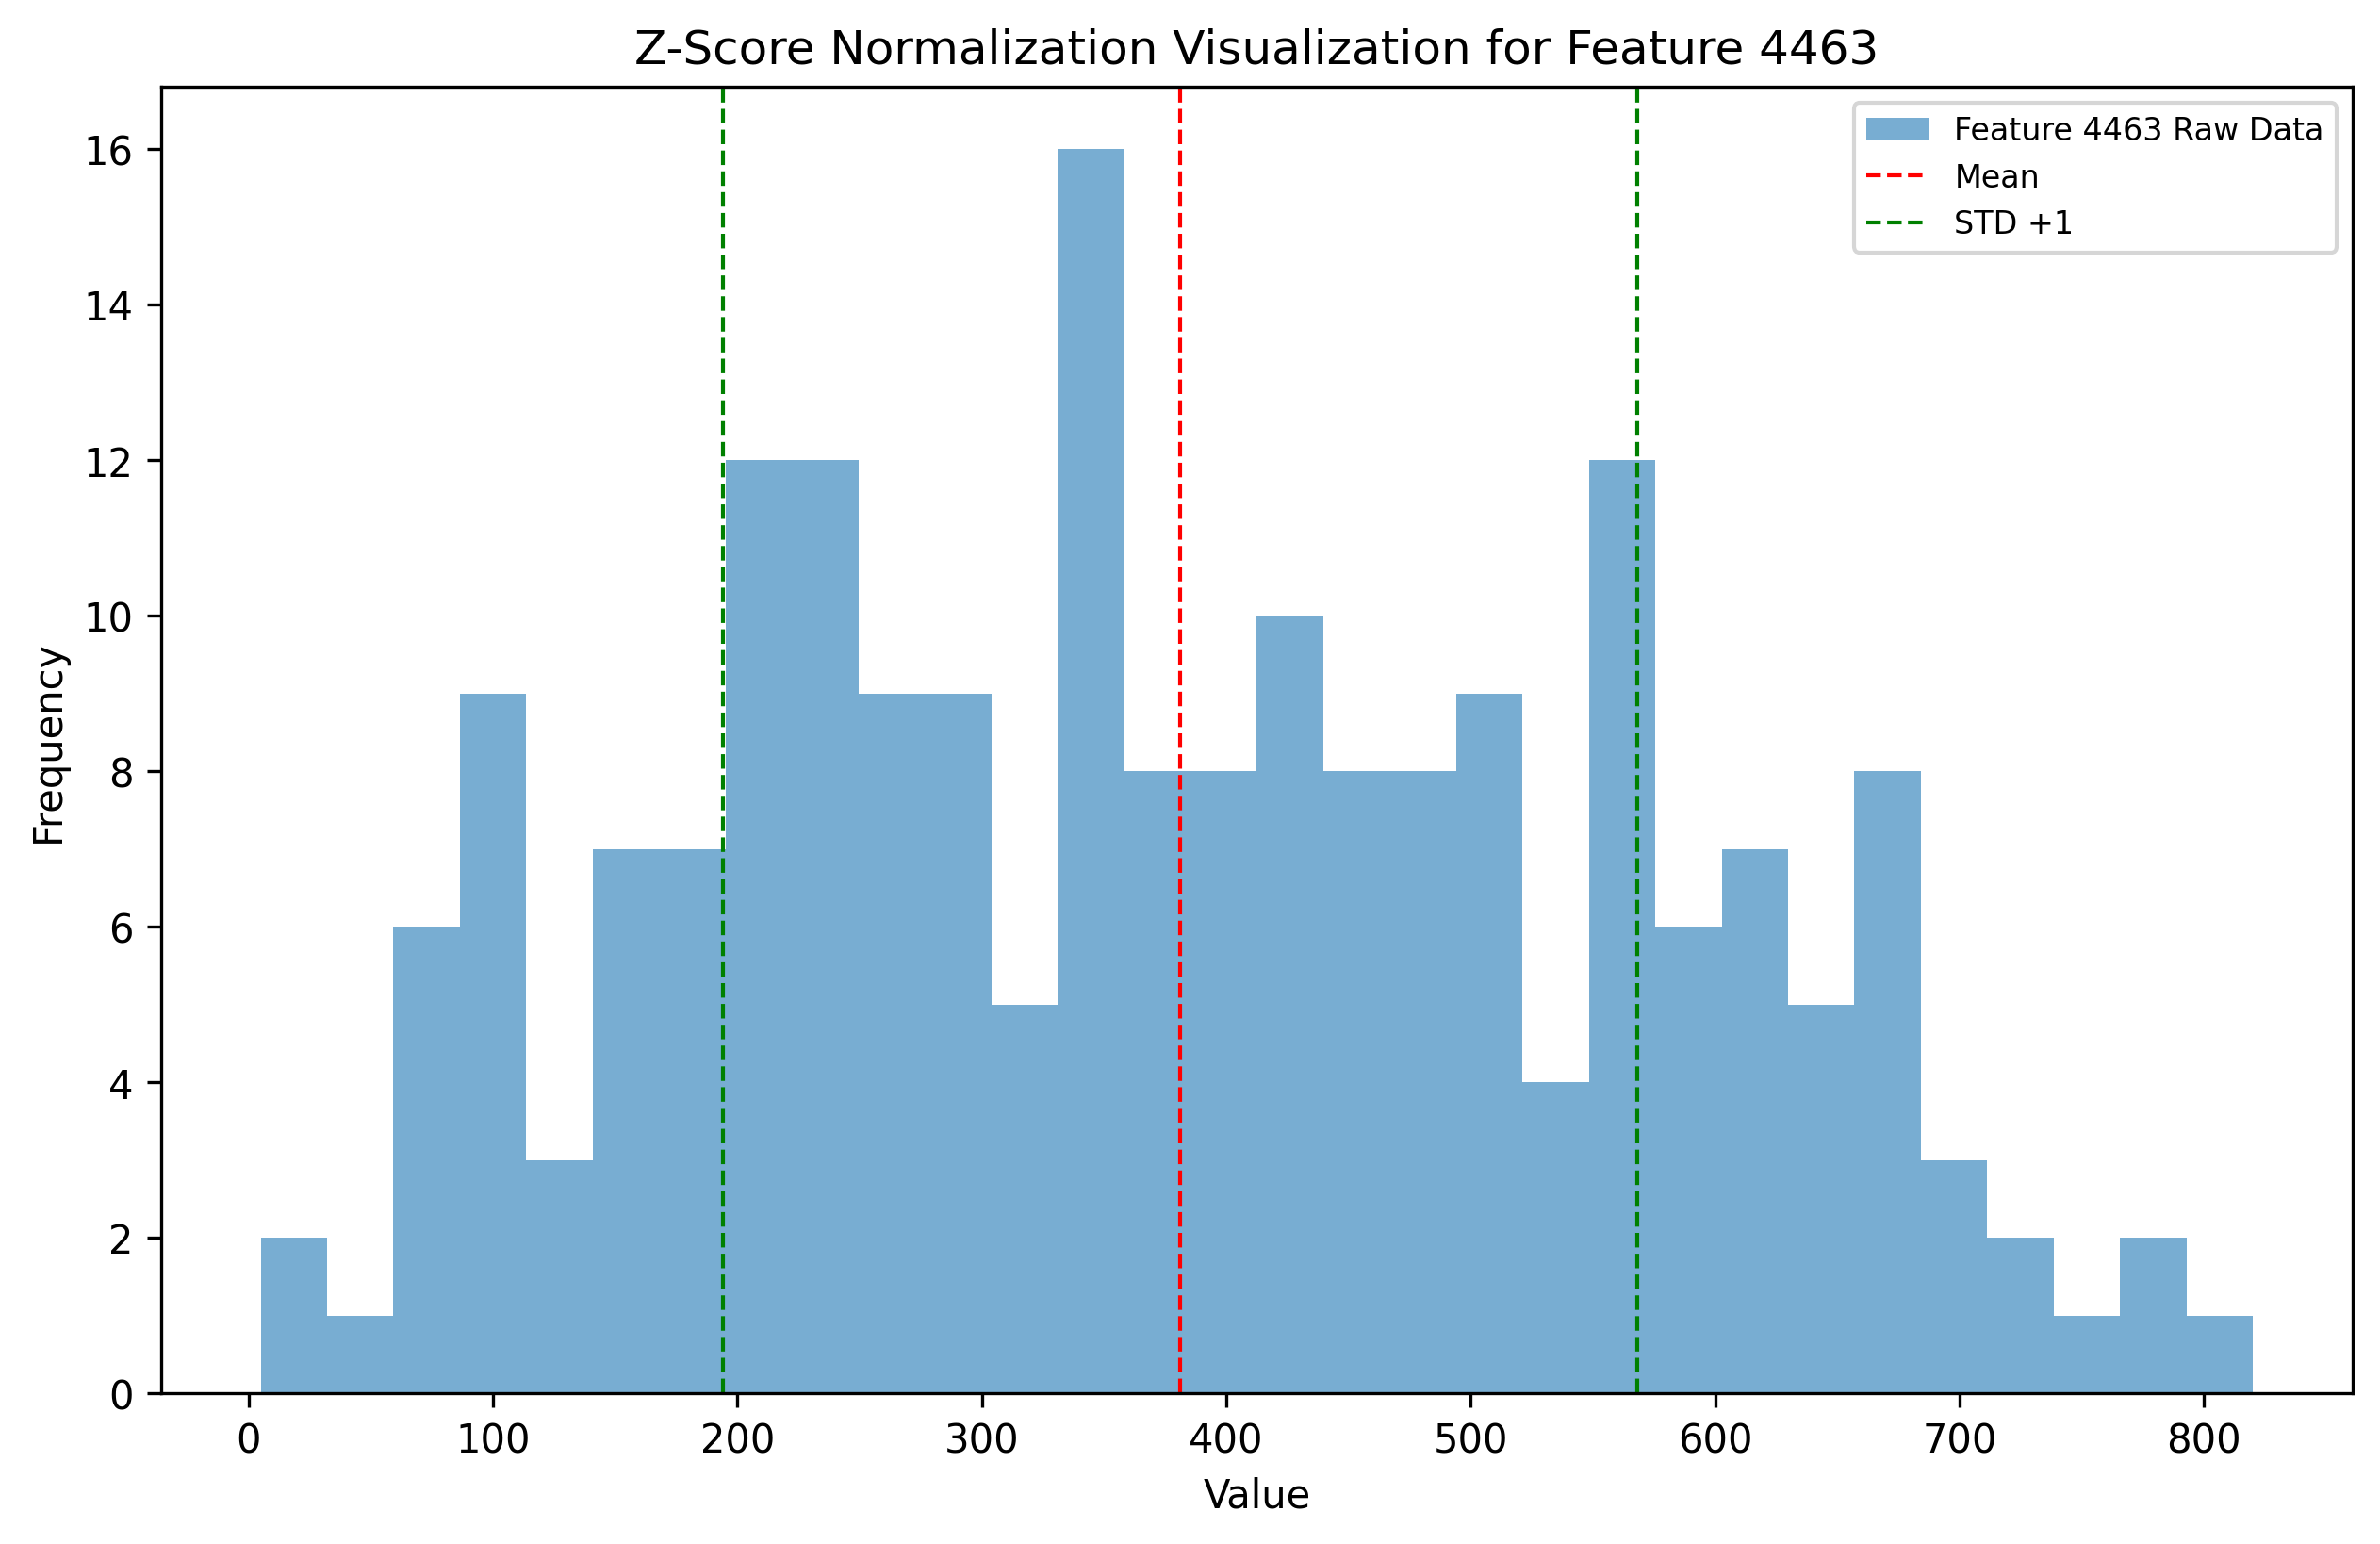 Z-Score Normalization Visualization for Feature 4463
Feature 4463 Raw Data
Mean
STD +1
16
14
12
10
8
6
4
2
0
Frequency
0 100 200 300 400 500 600 700 800
Value